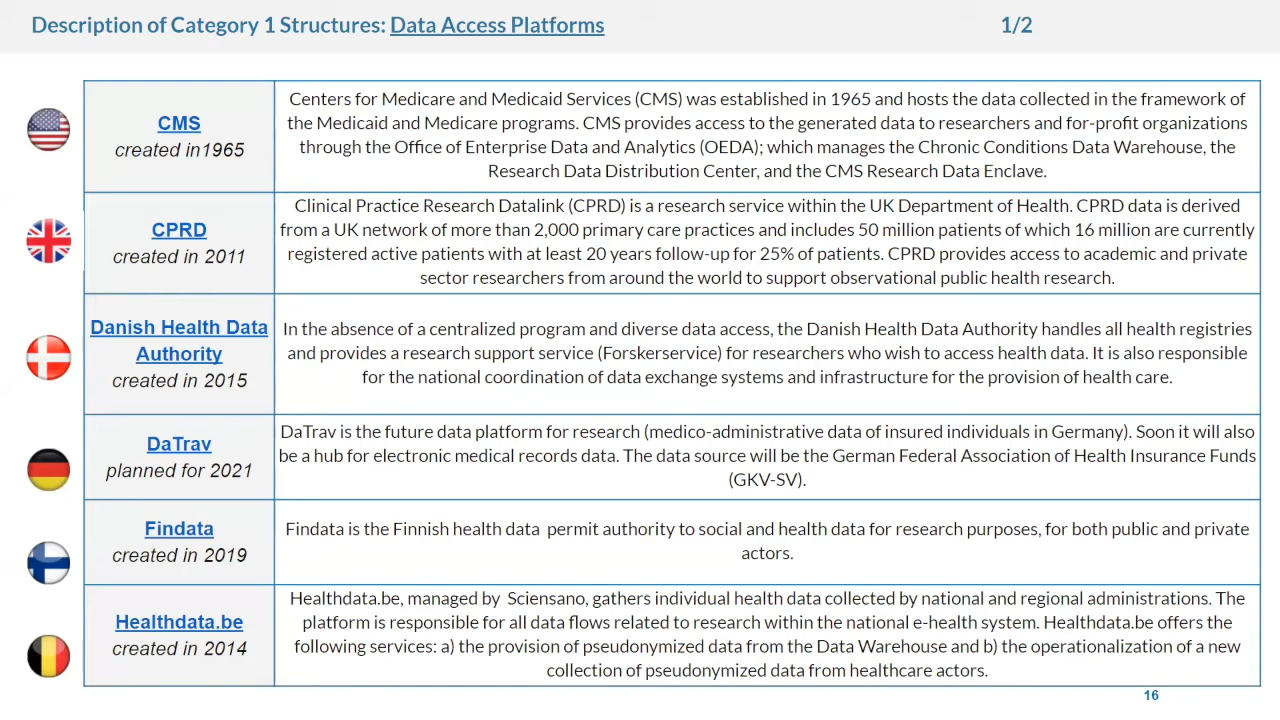 Description of Category 1 Structures: Data Access Platforms 1/2
CMS
created in1965
Centers for Medicare and Medicaid Services (CMS) was established in 1965 and hosts the data collected in the framework of
the Medicaid and Medicare programs. CMS provides access to the generated data to researchers and for-profit organizations
through the Office of Enterprise Data and Analytics (OEDA); which manages the Chronic Conditions Data Warehouse, the
Research Data Distribution Center, and the CMS Research Data Enclave.
CPRD
created in 2011
Clinical Practice Research Datalink (CPRD) is a research service within the UK Department of Health. CPRD data is derived
from a UK network of more than 2,000 primary care practices and includes 50 million patients of which 16 million are currently
registered active patients with at least 20 years follow-up for 25% of patients. CPRD provides access to academic and private
sector researchers from around the world to support observational public health research.
Danish Health Data
Authority
created in 2015
In the absence of a centralized program and diverse data access, the Danish Health Data Authority handles all health registries
and provides a research support service (Forskerservice) for researchers who wish to access health data. It is also responsible
for the national coordination of data exchange systems and infrastructure for the provision of health care.
DaTrav
planned for 2021
DaTrav is the future data platform for research (medico-administrative data of insured individuals in Germany). Soon it will also
be a hub for electronic medical records data. The data source will be the German Federal Association of Health Insurance Funds
(GKV-SV).
Findata
created in 2019
Findata is the Finnish health data permit authority to social and health data for research purposes, for both public and private
actors.
Healthdata.be
created in 2014
Healthdata.be, managed by Sciensano, gathers individual health data collected by national and regional administrations. The
platform is responsible for all data flows related to research within the national e-health system. Healthdata.be offers the
following services: a) the provision of pseudonymized data from the Data Warehouse and b) the operationalization of a new
collection of pseudonymized data from healthcare actors.
16